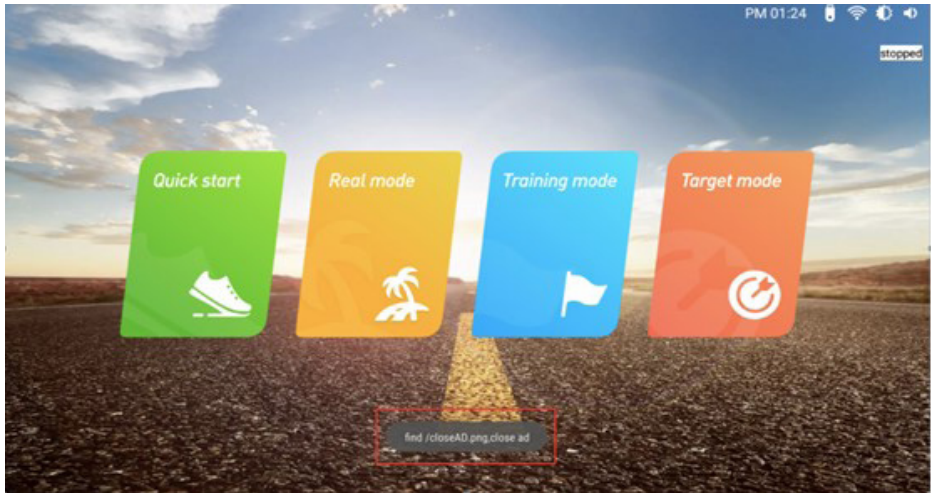 PM 01:24
stopped
Quick start
Real mode
Training mode
Target mode
find /closeAD.png,close ad